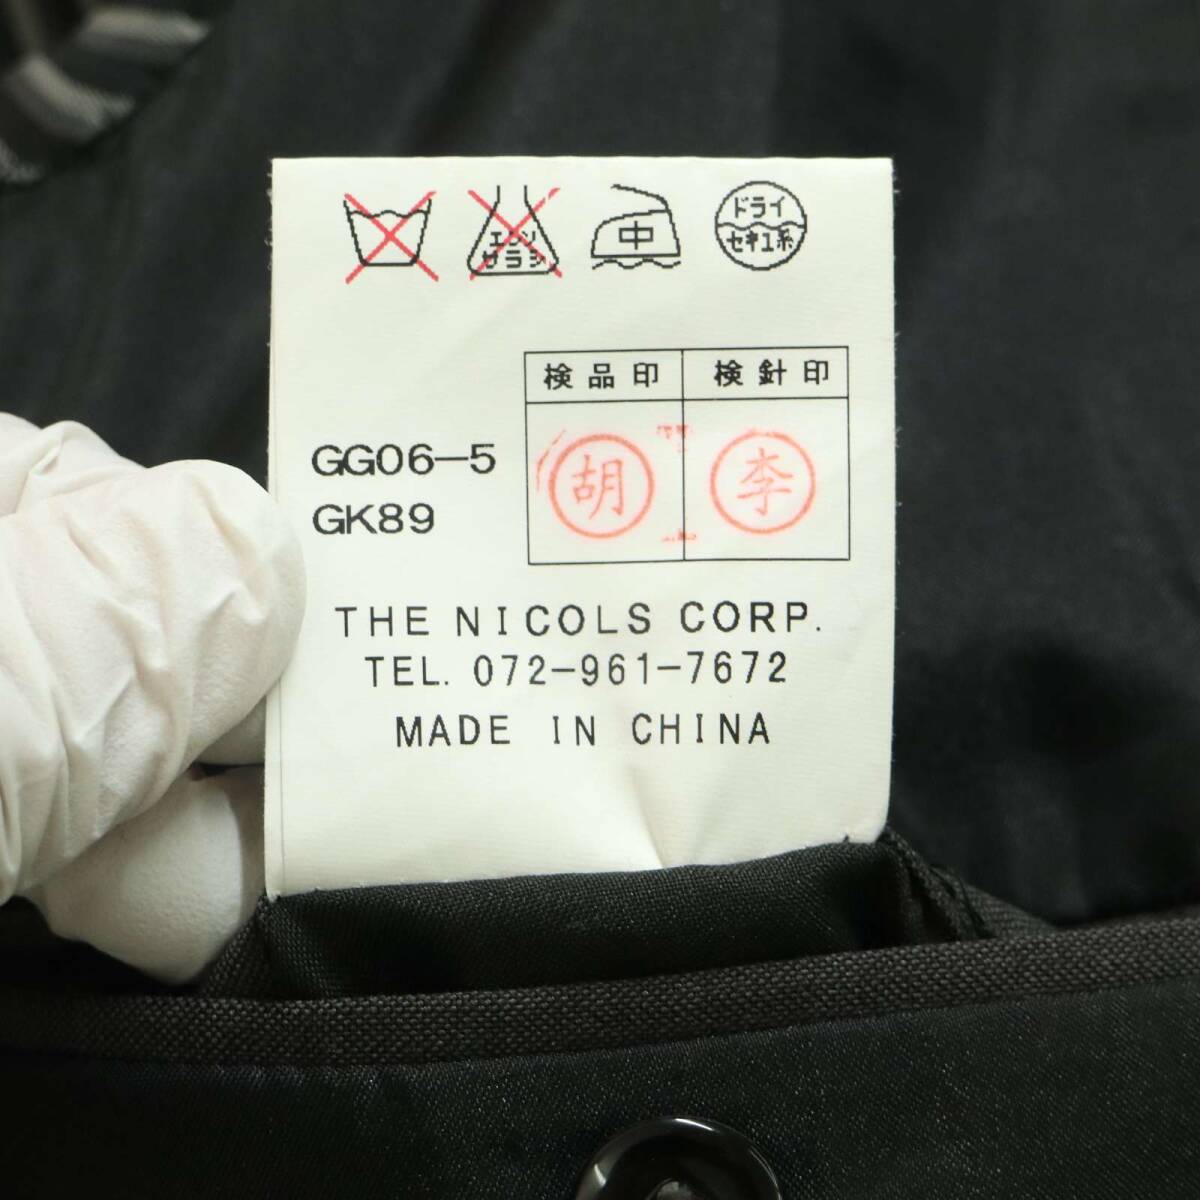 エンソ
サラシ
中
ドライ
セキユ系
検品印 検針印
胡 李
GG06-5
GK89
THE NICOLS CORP.
TEL. 072-961-7672
MADE IN CHINA